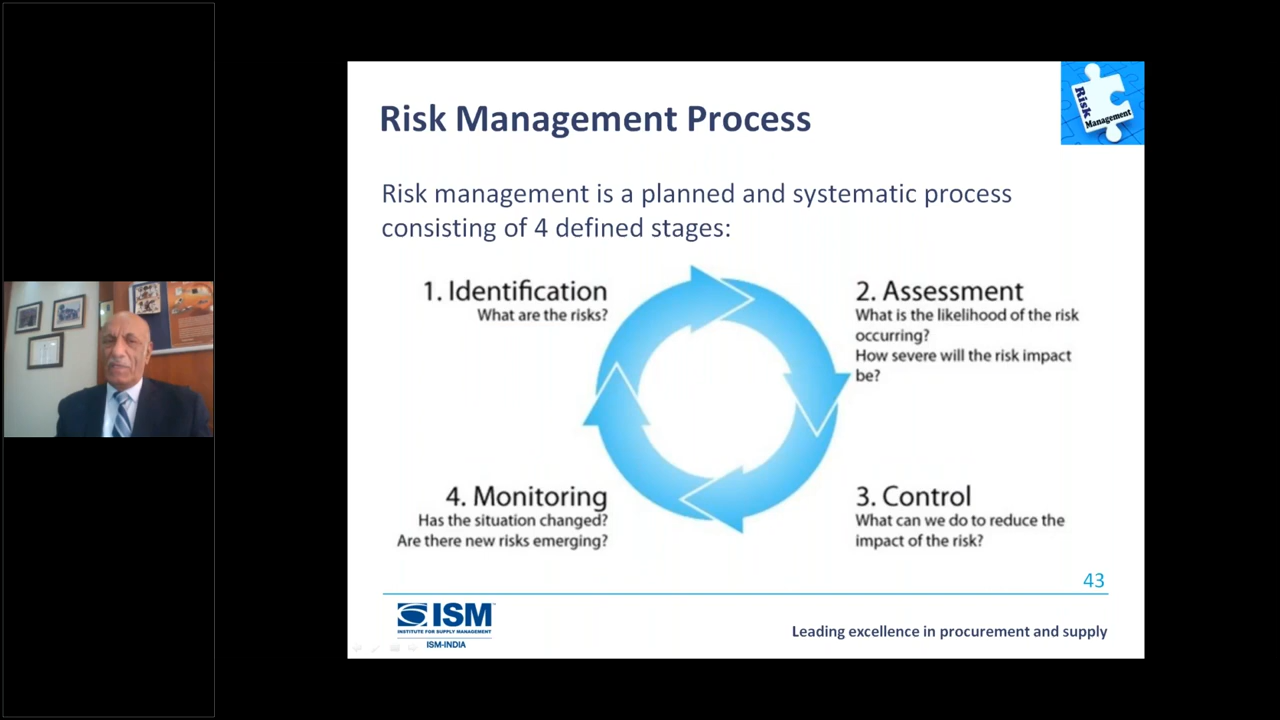 Risk Management Process
Risk
Management
Risk management is a planned and systematic process
consisting of 4 defined stages:
1. Identification
What are the risks?
2. Assessment
What is the likelihood of the risk
occurring?
How severe will the risk impact
be?
4. Monitoring
Has the situation changed?
Are there new risks emerging?
3. Control
What can we do to reduce the
impact of the risk?
43
ISM
INSTITUTE FOR SUPPLY MANAGEMENT
ISM-INDIA
Leading excellence in procurement and supply